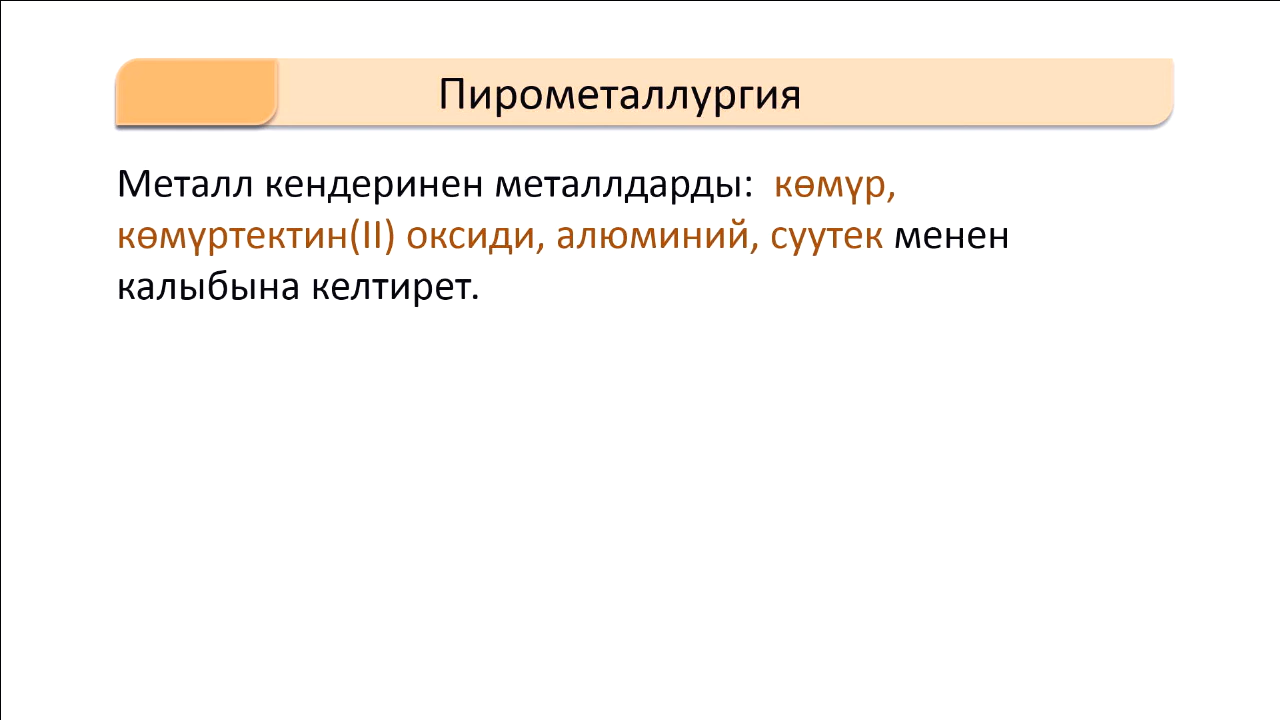 Пирометаллургия
Металл кендеринен металлдарды: көмүр,
көмүртектин(II) оксиди, алюминий, суутек менен
калыбына келтирет.